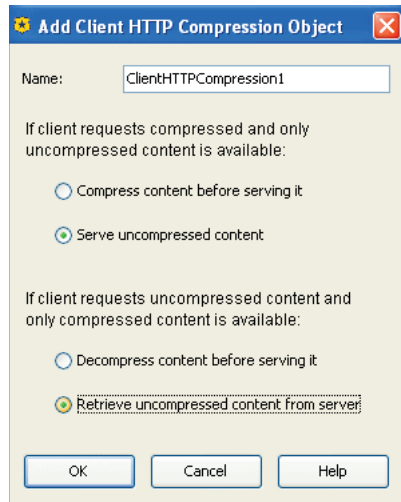 Add Client HTTP Compression Object
Name: ClientHTTPCompression1
If client requests compressed and only
uncompressed content is available:
Compress content before serving it
Serve uncompressed content
If client requests uncompressed content and
only compressed content is available:
Decompress content before serving it
Retrieve uncompressed content from server
OK Cancel Help